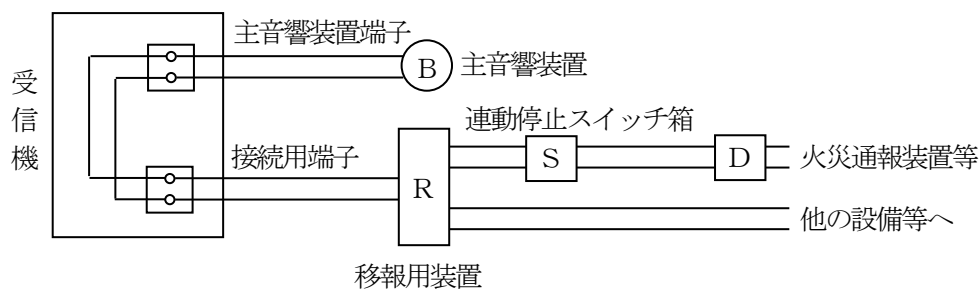 主音響装置端子
B
主音響装置
受信機
連動停止スイッチ箱
接続用端子
R
S
D
火災通報装置等
他の設備等へ
移報用装置